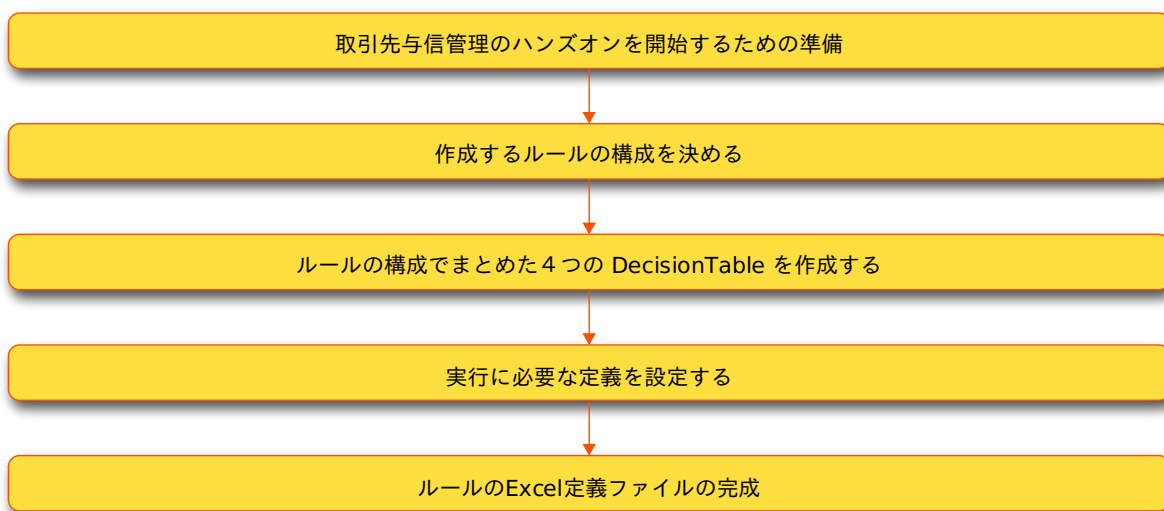 取引先与信管理のハンズオンを開始するための準備
作成するルールの構成を決める
ルールの構成でまとめた４つの DecisionTable を作成する
実行に必要な定義を設定する
ルールのExcel定義ファイルの完成